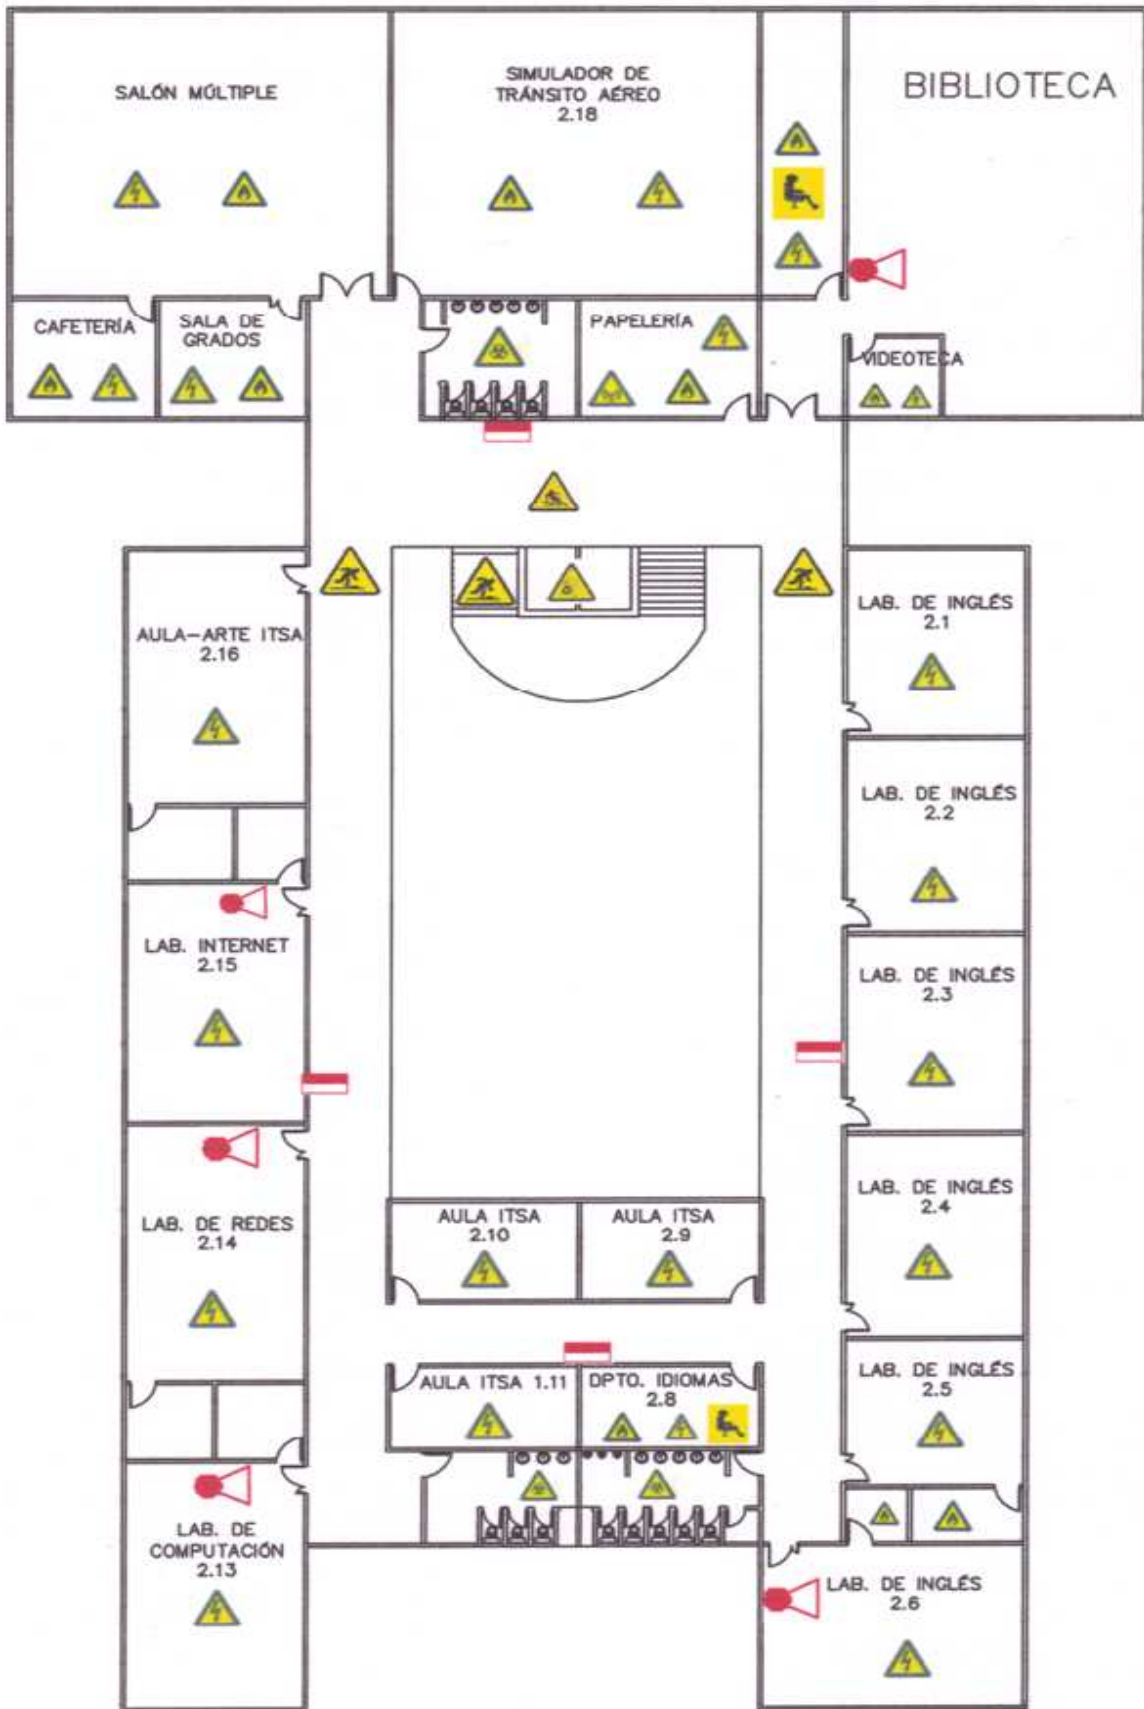 SALÓN MÚLTIPLE
SIMULADOR DE
TRÁNSITO AÉREO
2.18
BIBLIOTECA
CAFETERÍA
SALA DE
GRADOS
PAPELERÍA
VIDEOTECA
AULA-ARTE ITSA
2.16
LAB. DE INGLÉS
2.1
LAB. DE INGLÉS
2.2
LAB. INTERNET
2.15
LAB. DE INGLÉS
2.3
LAB. DE REDES
2.14
AULA ITSA
2.10
AULA ITSA
2.9
LAB. DE INGLÉS
2.4
AULA ITSA 1.11
DPTO. IDIOMAS
2.8
LAB. DE INGLÉS
2.5
LAB. DE
COMPUTACIÓN
2.13
LAB. DE INGLÉS
2.6